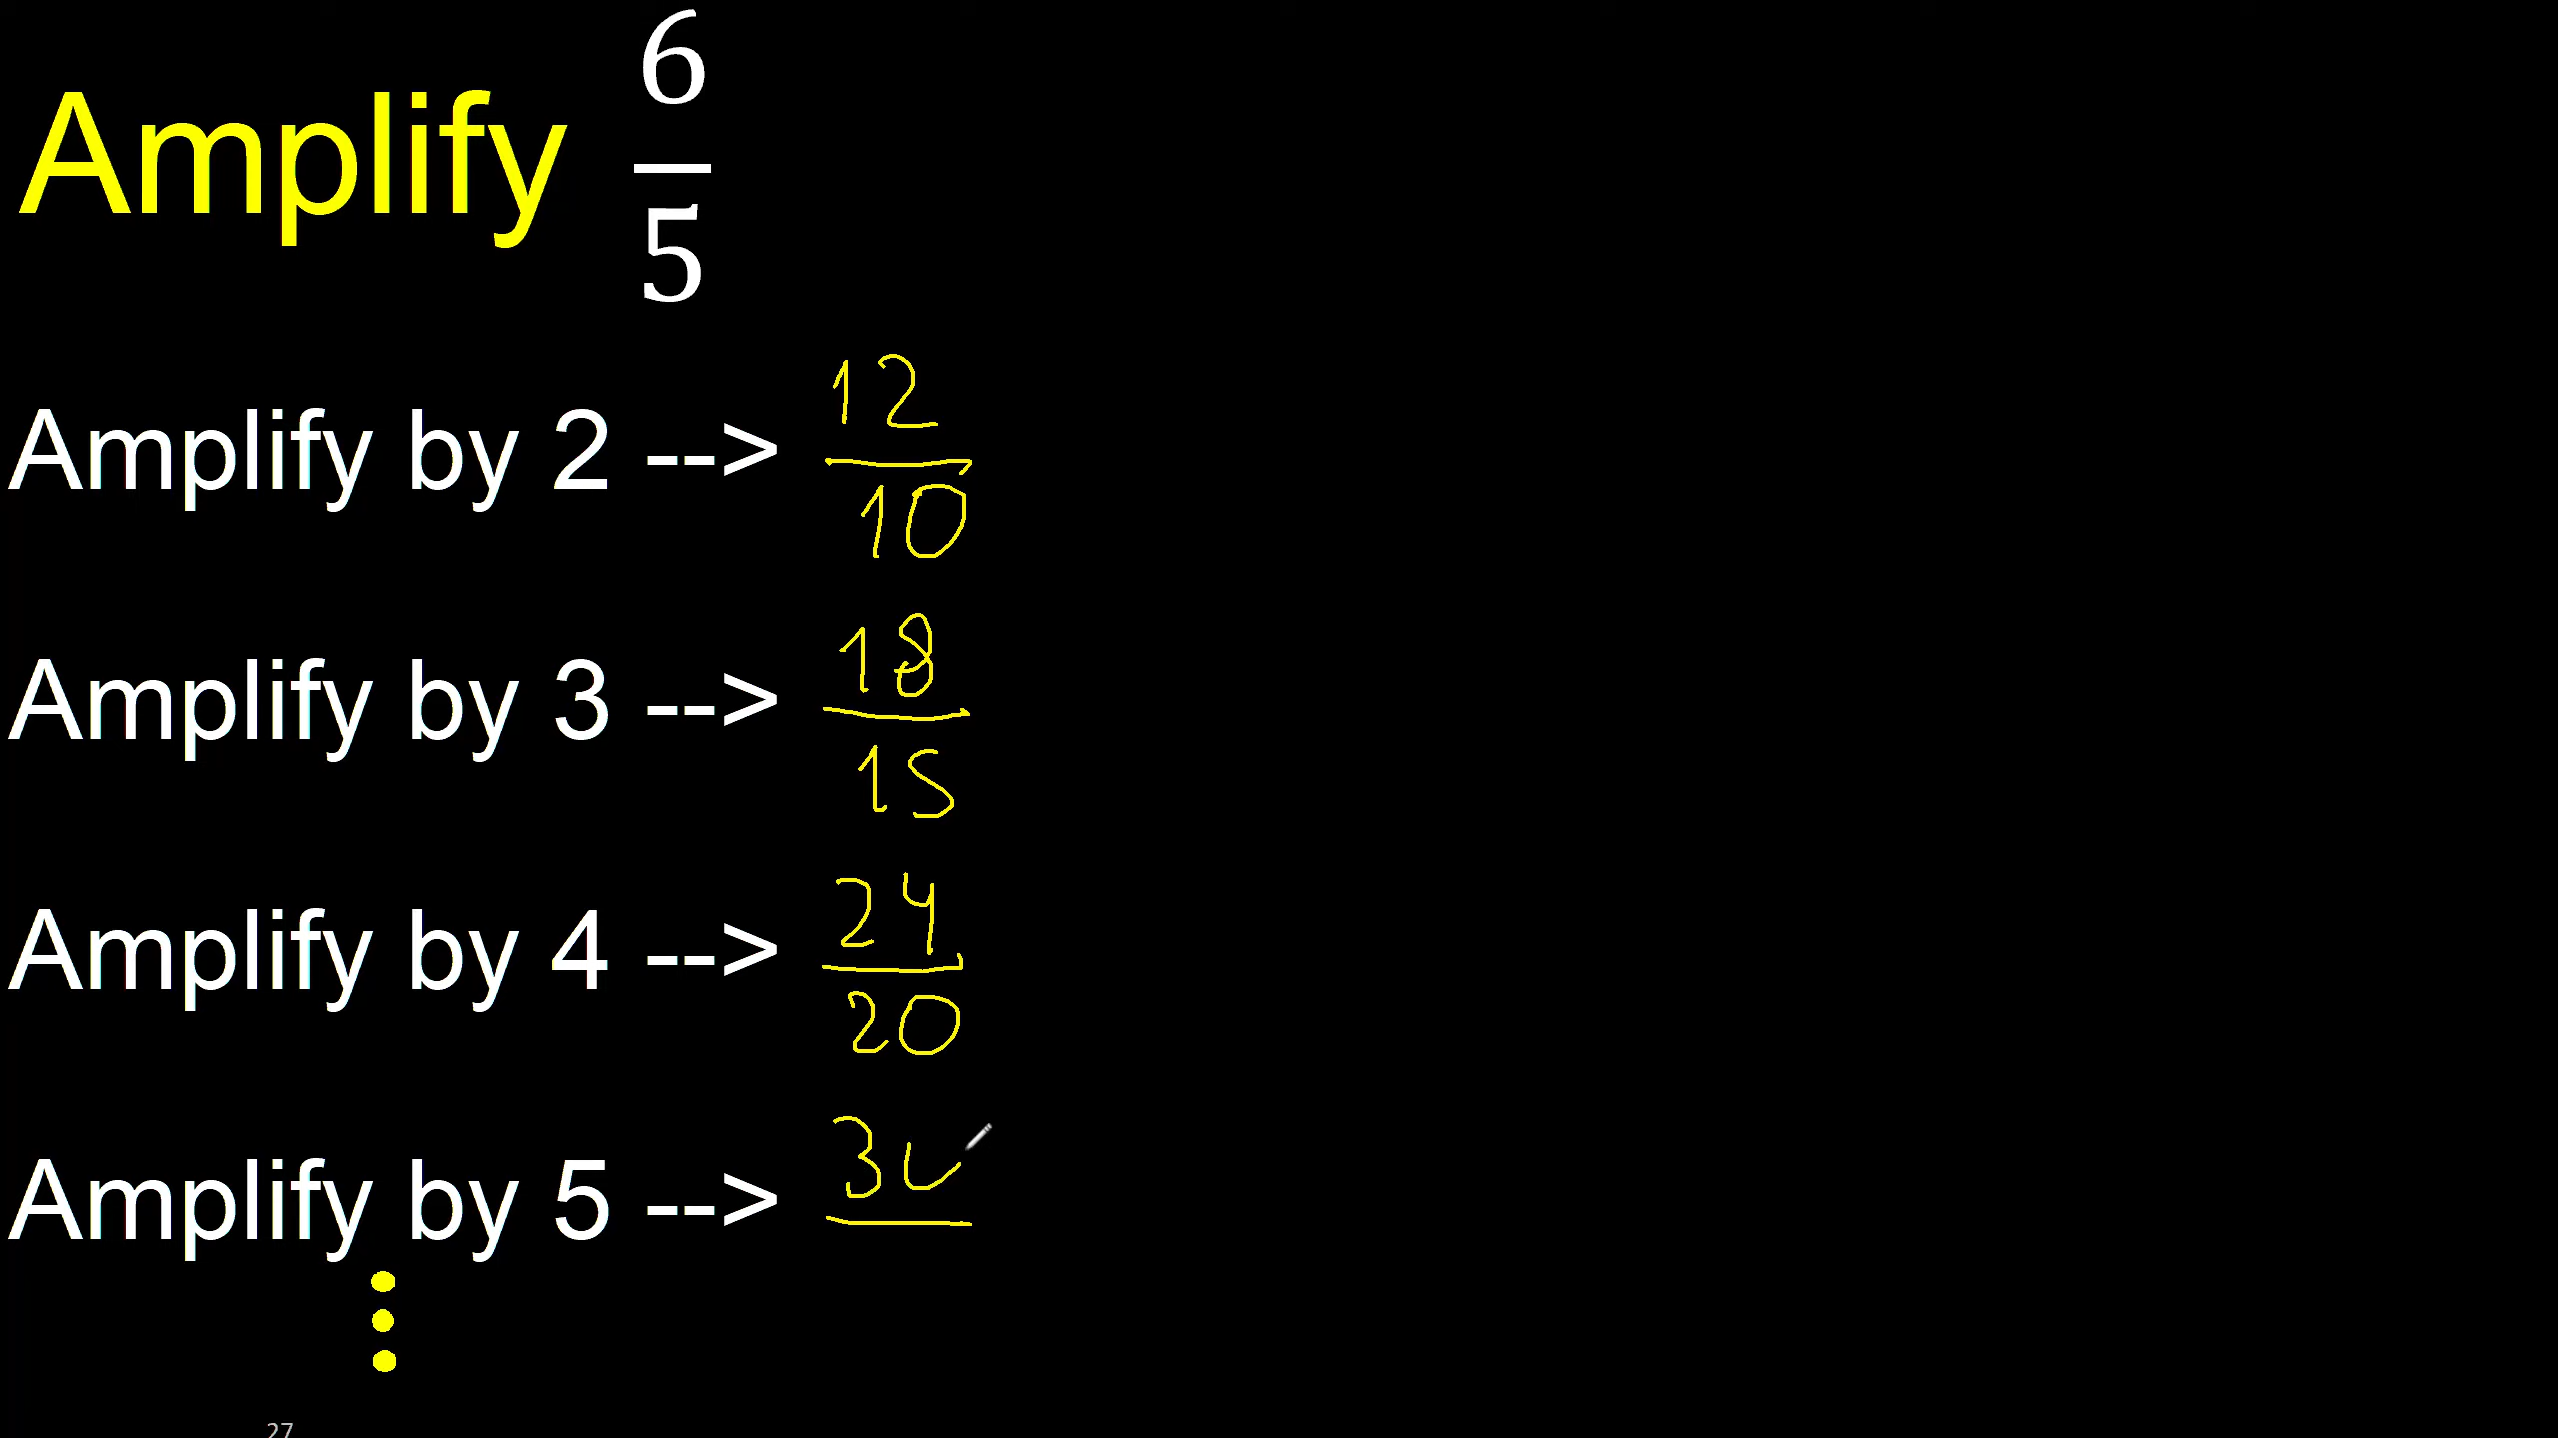 Amplify 6/5
Amplify by 2 --> 12/10
Amplify by 3 --> 18/15
Amplify by 4 --> 24/20
Amplify by 5 --> 3
27